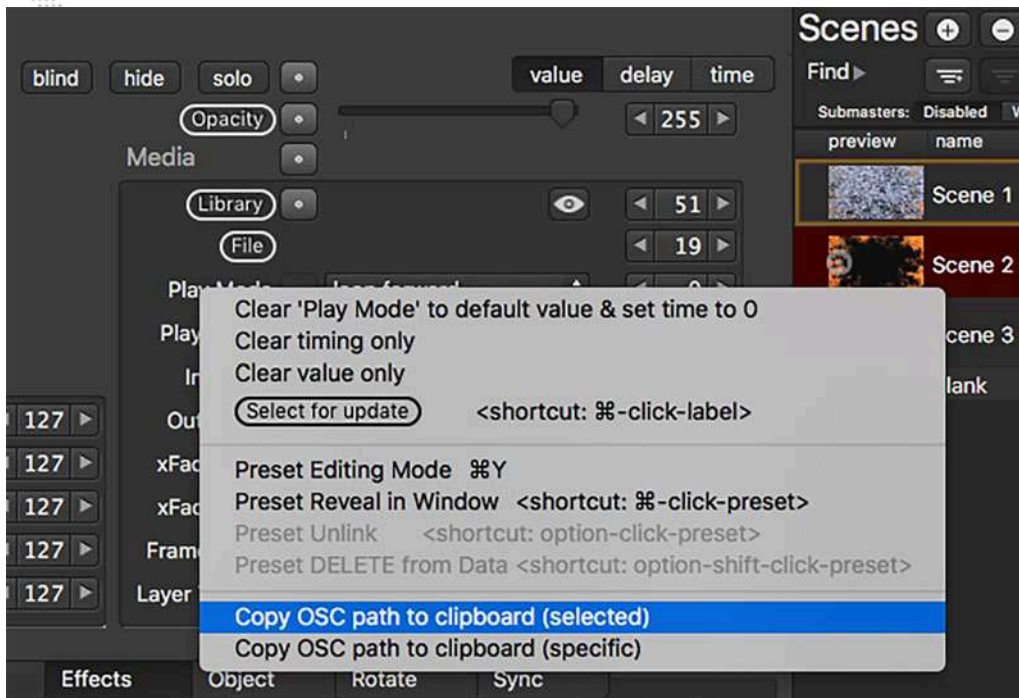 Scenes
blind hide solo value delay time Find
Opacity 255 Submasters: Disabled
preview name
Media
Library 51 Scene 1
File 19 Scene 2
Clear 'Play Mode' to default value & set time to 0
Play Clear timing only cene 3
Clear value only lank
127 Select for update <shortcut: ⌘-click-label>
127 xFad Preset Editing Mode ⌘Y
127 xFad Preset Reveal in Window <shortcut: ⌘-click-preset>
Preset Unlink <shortcut: option-click-preset>
127 Fram Preset DELETE from Data <shortcut: option-shift-click-preset>
127 Layer
Copy OSC path to clipboard (selected)
Copy OSC path to clipboard (specific)
Effects Object Rotate Sync